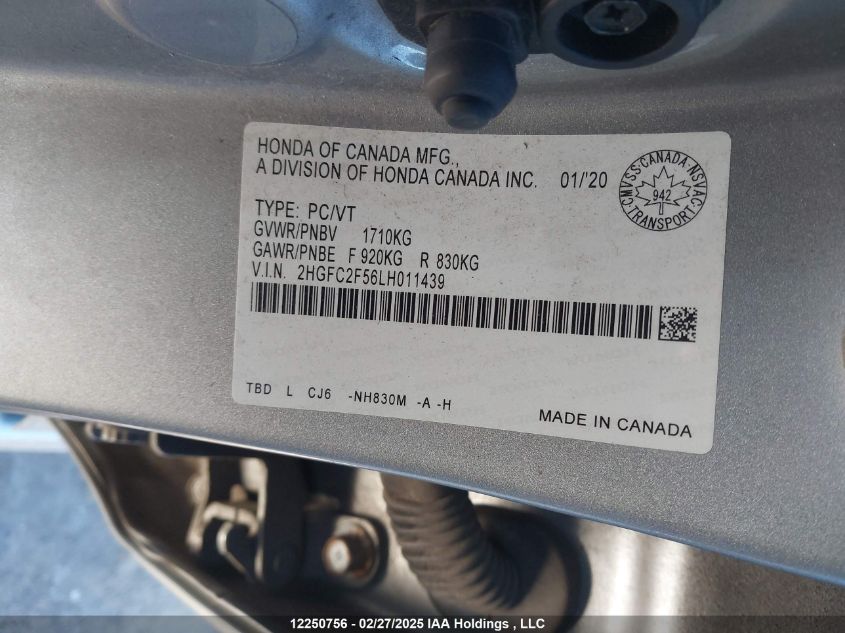 HONDA OF CANADA MFG.,
A DIVISION OF HONDA CANADA INC. 01/'20
CMVSS·CANADA·NSVAC
942
TRANSPORT
TYPE: PC/VT
GVWR/PNBV 1710KG
GAWR/PNBE F 920KG R 830KG
V.I.N. 2HGFC2F56LH011439
TBD L CJ6 -NH830M -A -H
MADE IN CANADA
12250756 - 02/27/2025 IAA Holdings , LLC